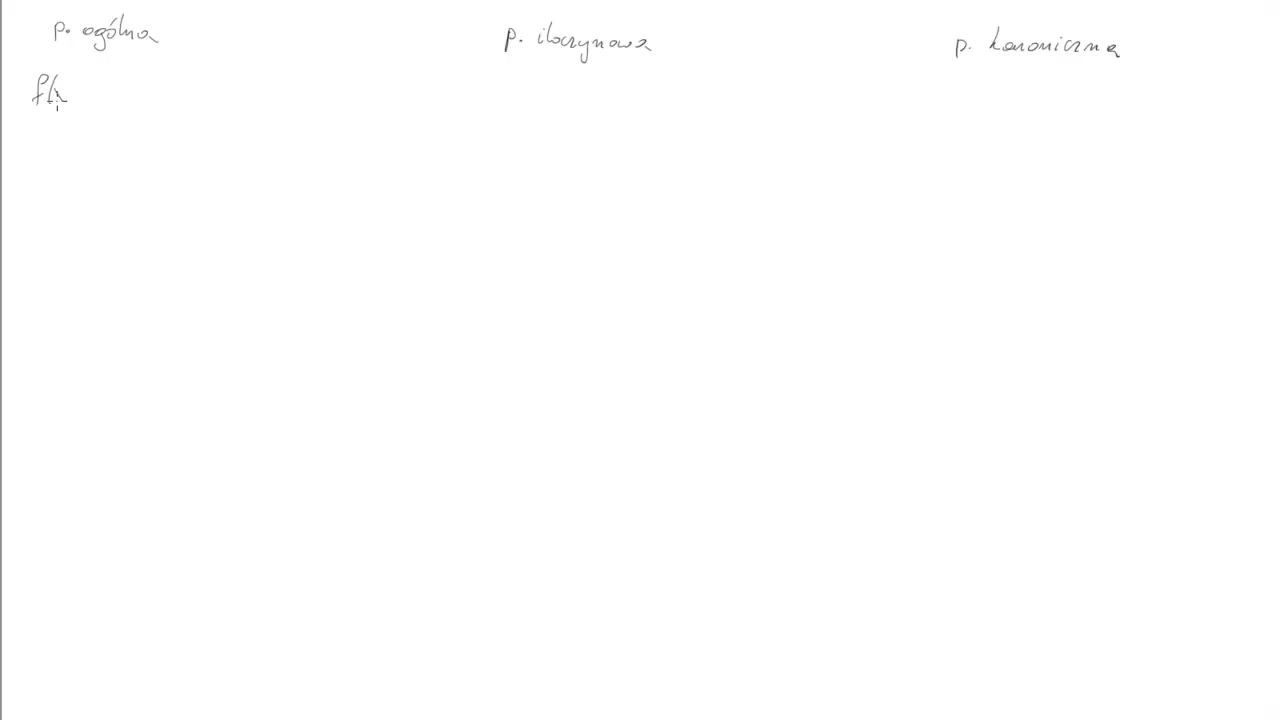 p. ogólna p. iloczynowa p. kanoniczna
f(x